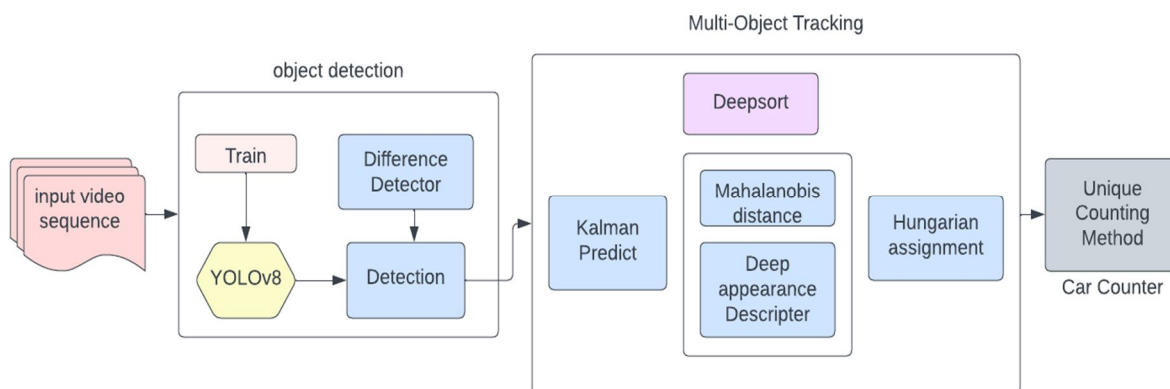 Multi-Object Tracking
object detection
input video
sequence
Train
Difference
Detector
YOLOv8
Detection
Deepsort
Kalman
Predict
Mahalanobis
distance
Deep
appearance
Descripter
Hungarian
assignment
Unique
Counting
Method
Car Counter